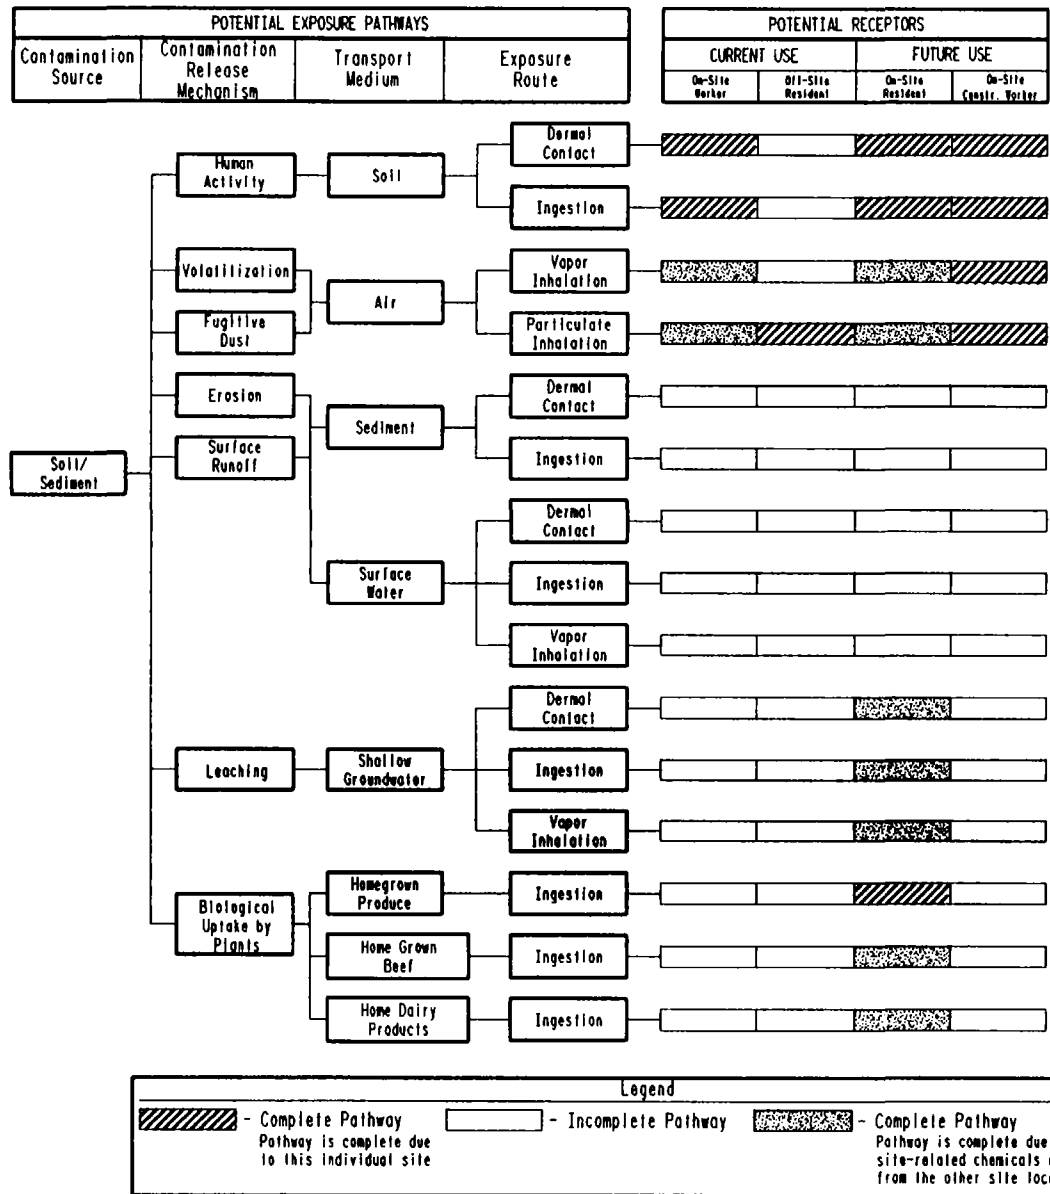 POTENTIAL EXPOSURE PATHWAYS
POTENTIAL RECEPTORS
Contamination
Source
Contamination
Release
Mechanism
Transport
Medium
Exposure
Route
CURRENT USE
FUTURE USE
On-Site
Worker
Off-Site
Resident
On-Site
Resident
On-Site
Constr. Worker
Soil/
Sediment
Human
Activity
Soil
Dermal
Contact
Ingestion
Volatilization
Fugitive
Dust
Air
Vapor
Inhalation
Particulate
Inhalation
Erosion
Surface
Runoff
Sediment
Dermal
Contact
Ingestion
Surface
Water
Dermal
Contact
Ingestion
Vapor
Inhalation
Leaching
Shallow
Groundwater
Dermal
Contact
Ingestion
Vapor
Inhalation
Biological
Uptake by
Plants
Homegrown
Produce
Ingestion
Home Grown
Beef
Ingestion
Home Dairy
Products
Ingestion
Legend
- Complete Pathway
Pathway is complete due
to this individual site
- Incomplete Pathway
- Complete Pathway
Pathway is complete due
site-related chemicals
from the other site